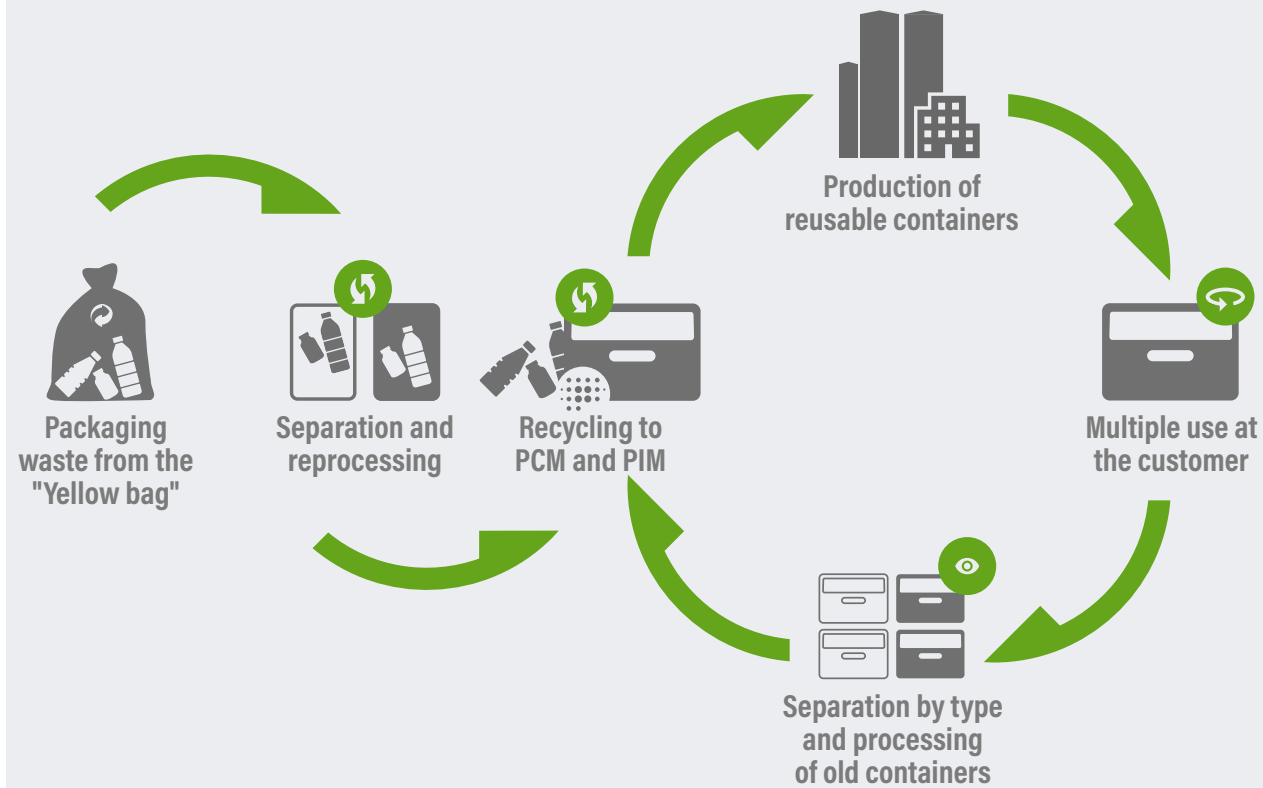 Production of
reusable containers
Packaging
waste from the
"Yellow bag"
Separation and
reprocessing
Recycling to
PCM and PIM
Multiple use at
the customer
Separation by type
and processing
of old containers